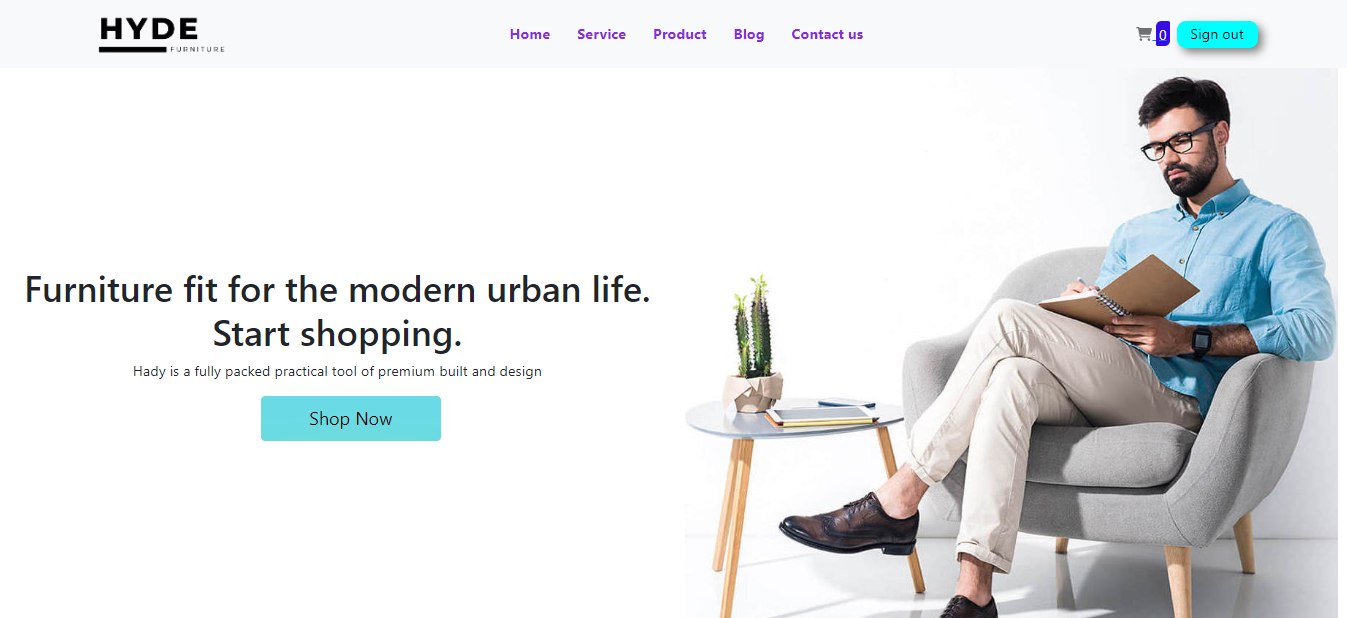 HYDE
FURNITURE
Home Service Product Blog Contact us
0 Sign out
Furniture fit for the modern urban life.
Start shopping.
Hady is a fully packed practical tool of premium built and design
Shop Now